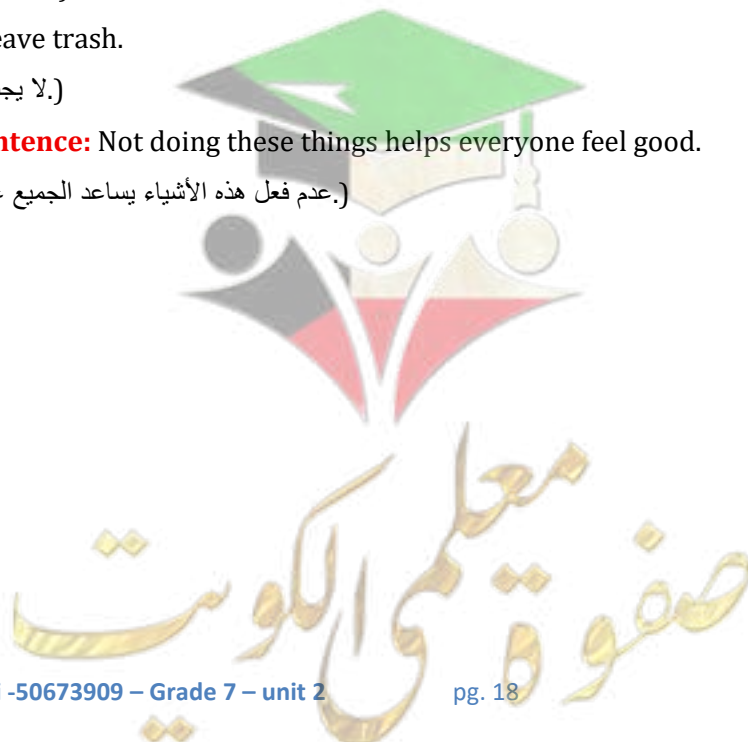 eave trash.
(.لا يج
ntence: Not doing these things helps everyone feel good.
(.عدم فعل هذه الأشياء يساعد الجميع ع
صفوة معلمي الكويت
-50673909 – Grade 7 – unit 2 pg. 18